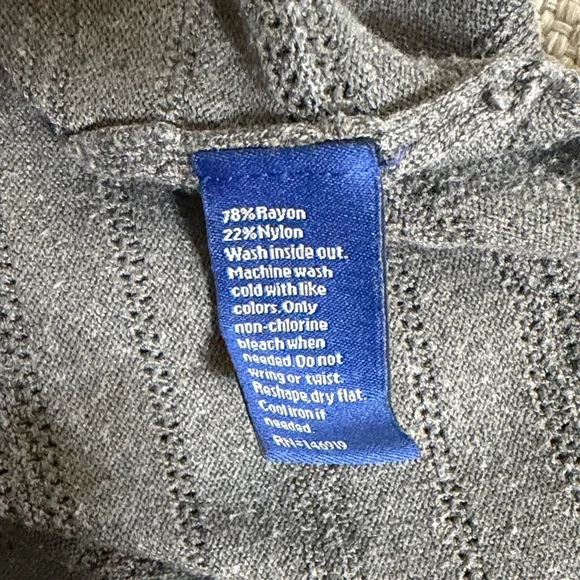 78%Rayon
22%Nylon
Wash inside out.
Machine wash
cold with like
colors.Only
non-chlorine
bleach when
needed.Do not
wring or twist.
Reshape,dry flat.
Cool iron if
needed.
RN=146919